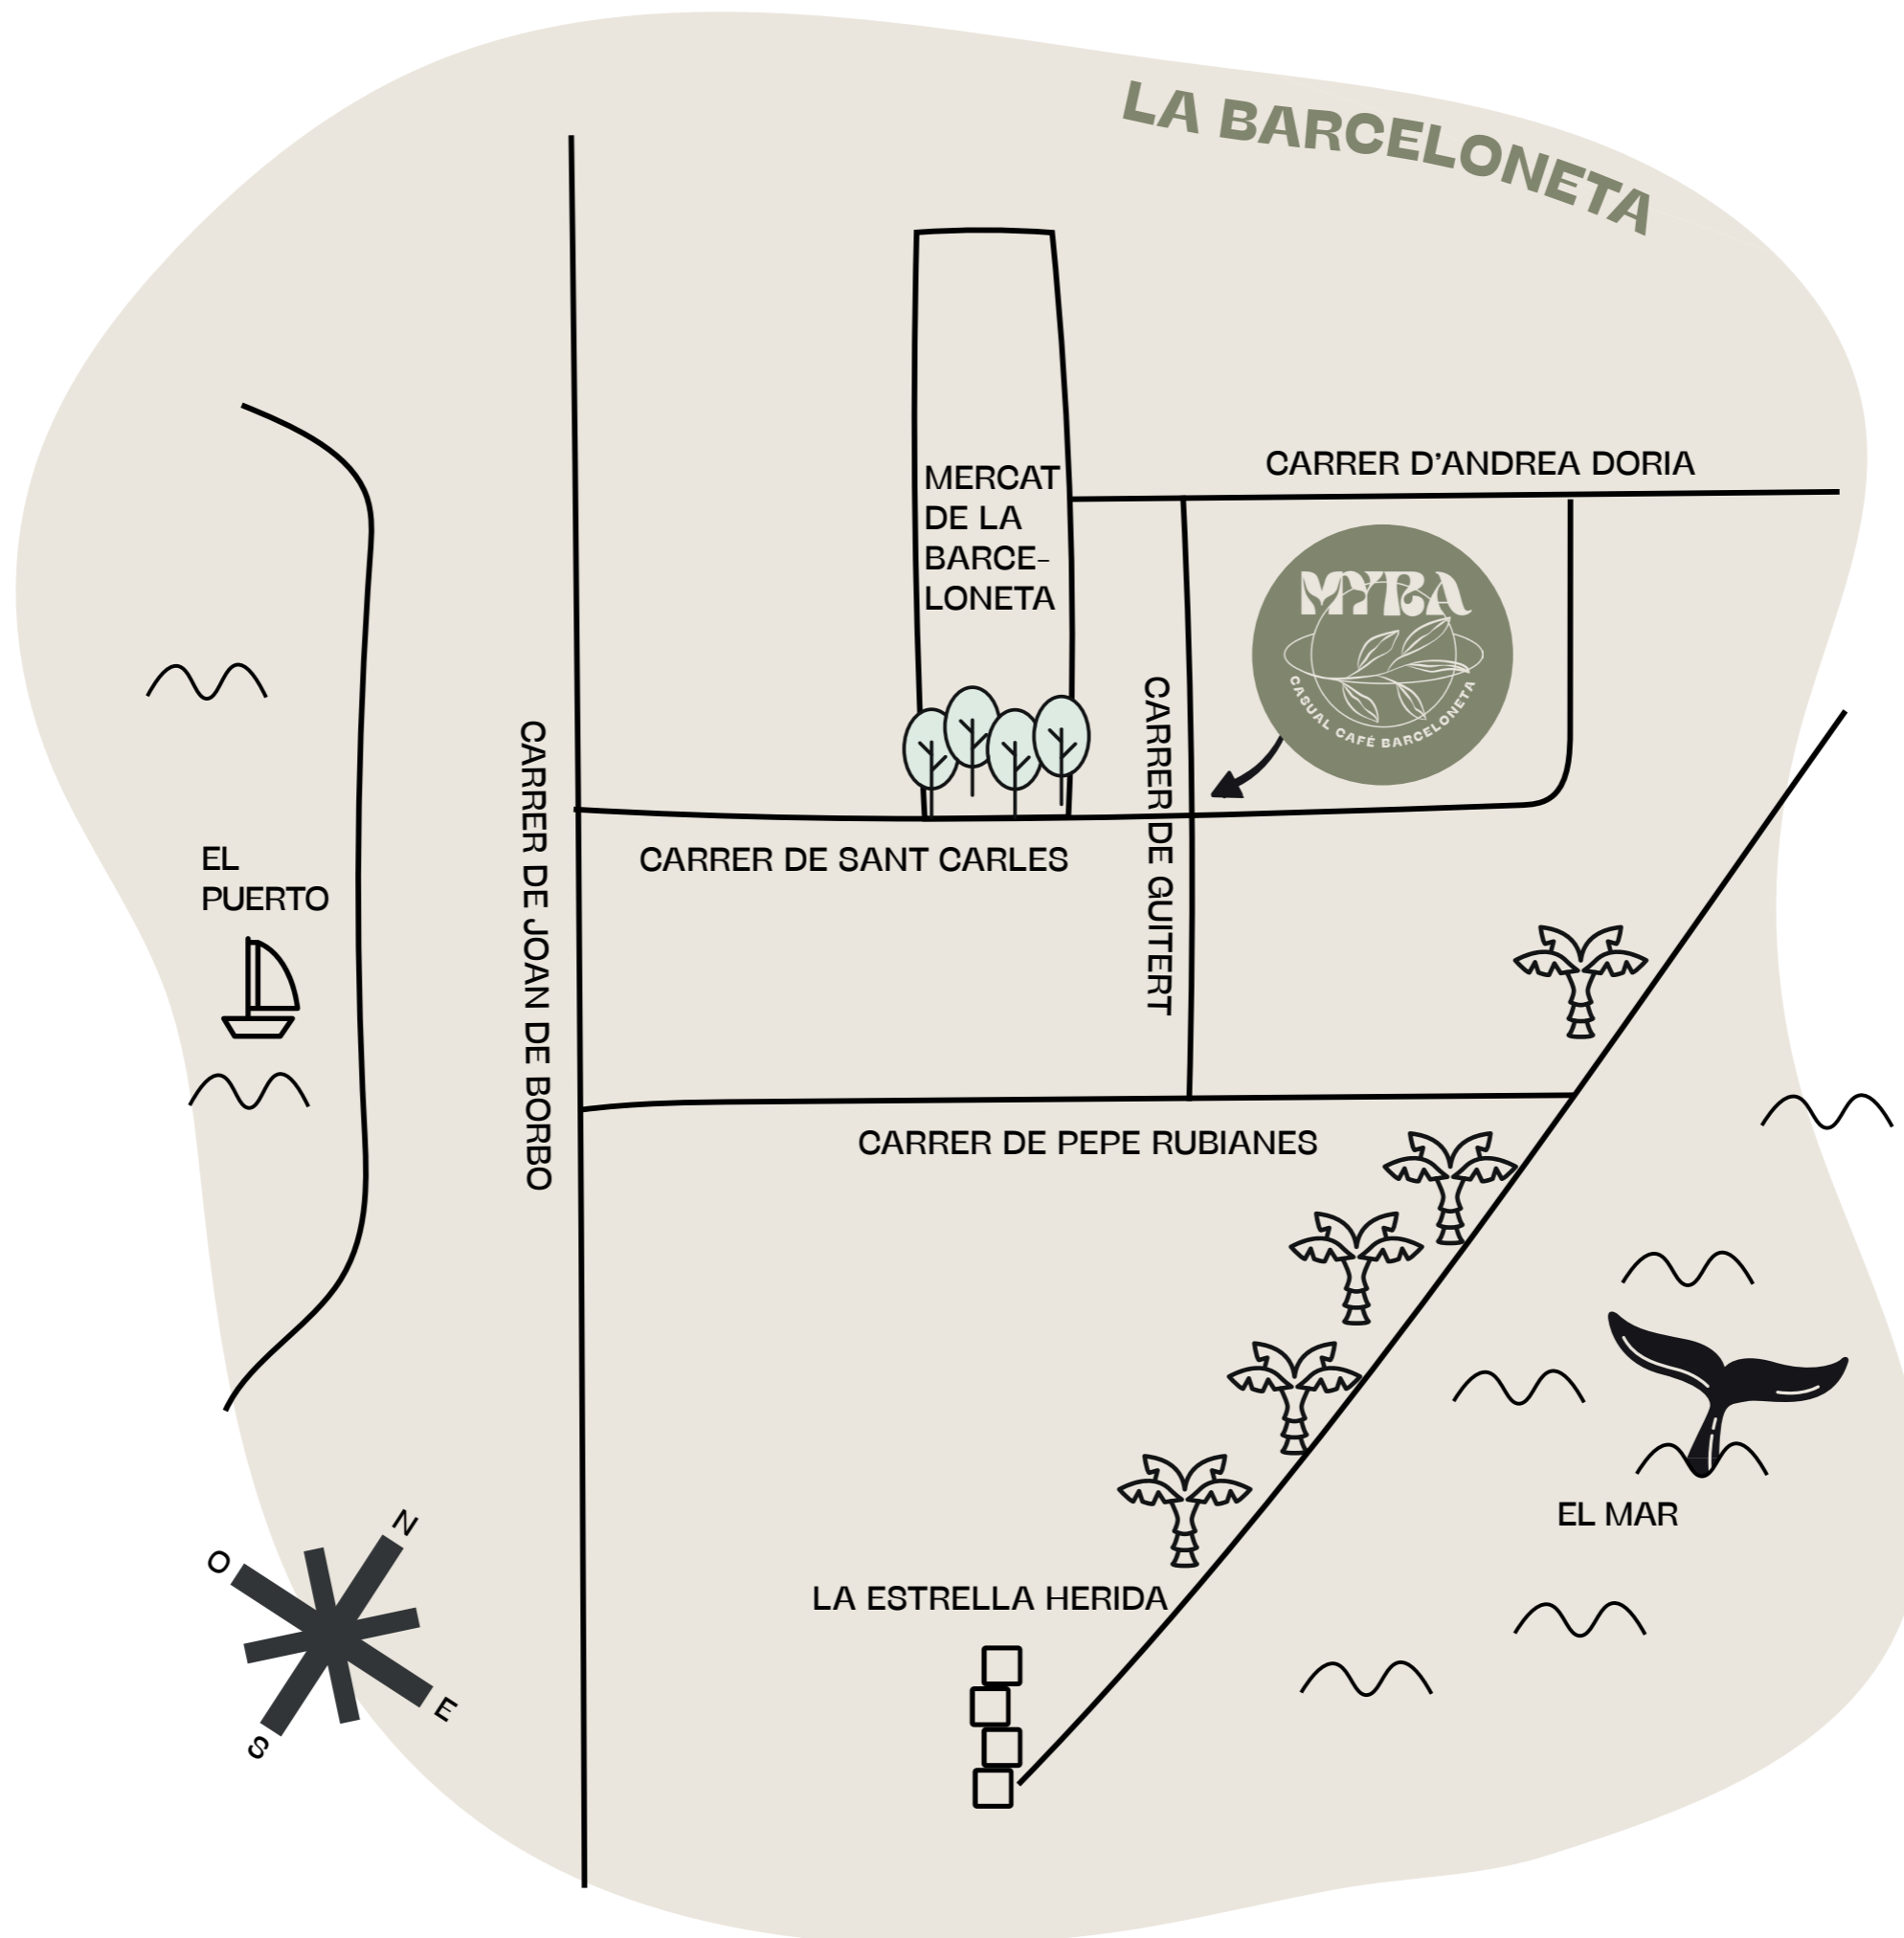 LA BARCELONETA
CARRER D'ANDREA DORIA
MERCAT
DE LA
BARCE-
LONETA
MYRA
CASUAL CAFÉ BARCELONETA
CARRER DE GUITERT
CARRER DE JOAN DE BORBO
CARRER DE SANT CARLES
EL
PUERTO
CARRER DE PEPE RUBIANES
EL MAR
LA ESTRELLA HERIDA
N
O
E
S